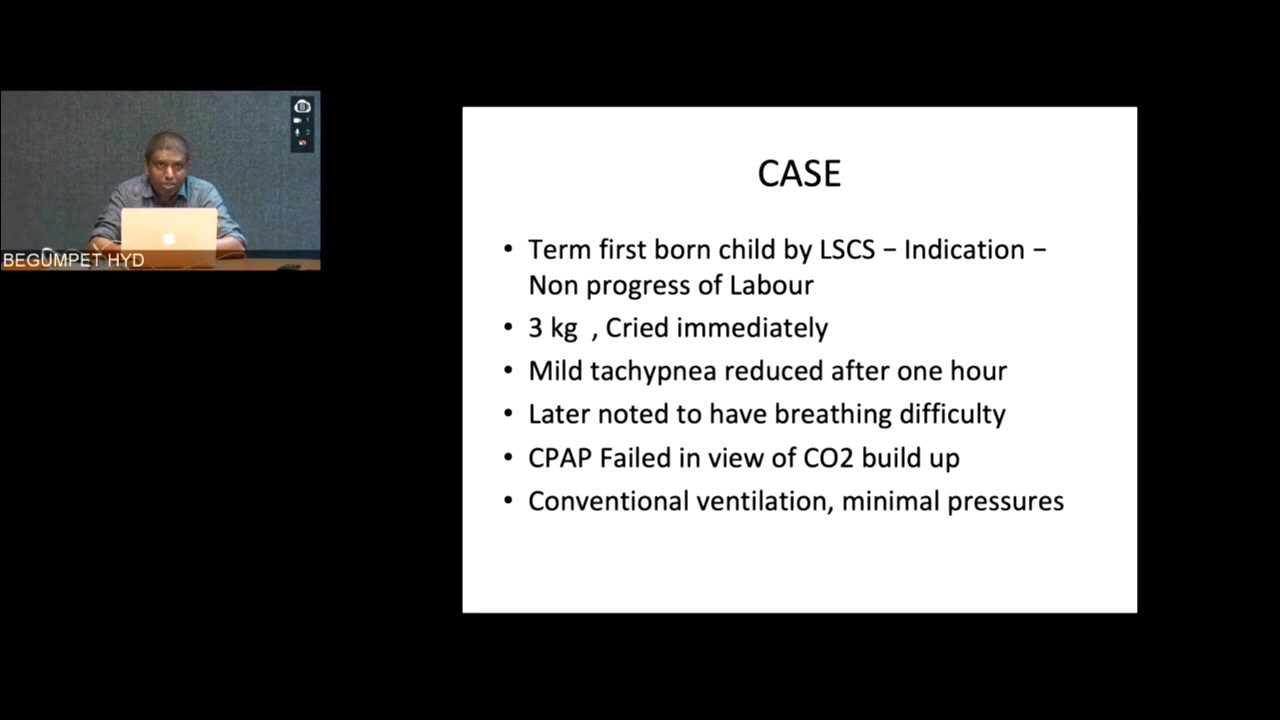 BEGUMPET HYD
CASE
• Term first born child by LSCS – Indication –
Non progress of Labour
• 3 kg , Cried immediately
• Mild tachypnea reduced after one hour
• Later noted to have breathing difficulty
• CPAP Failed in view of CO2 build up
• Conventional ventilation, minimal pressures